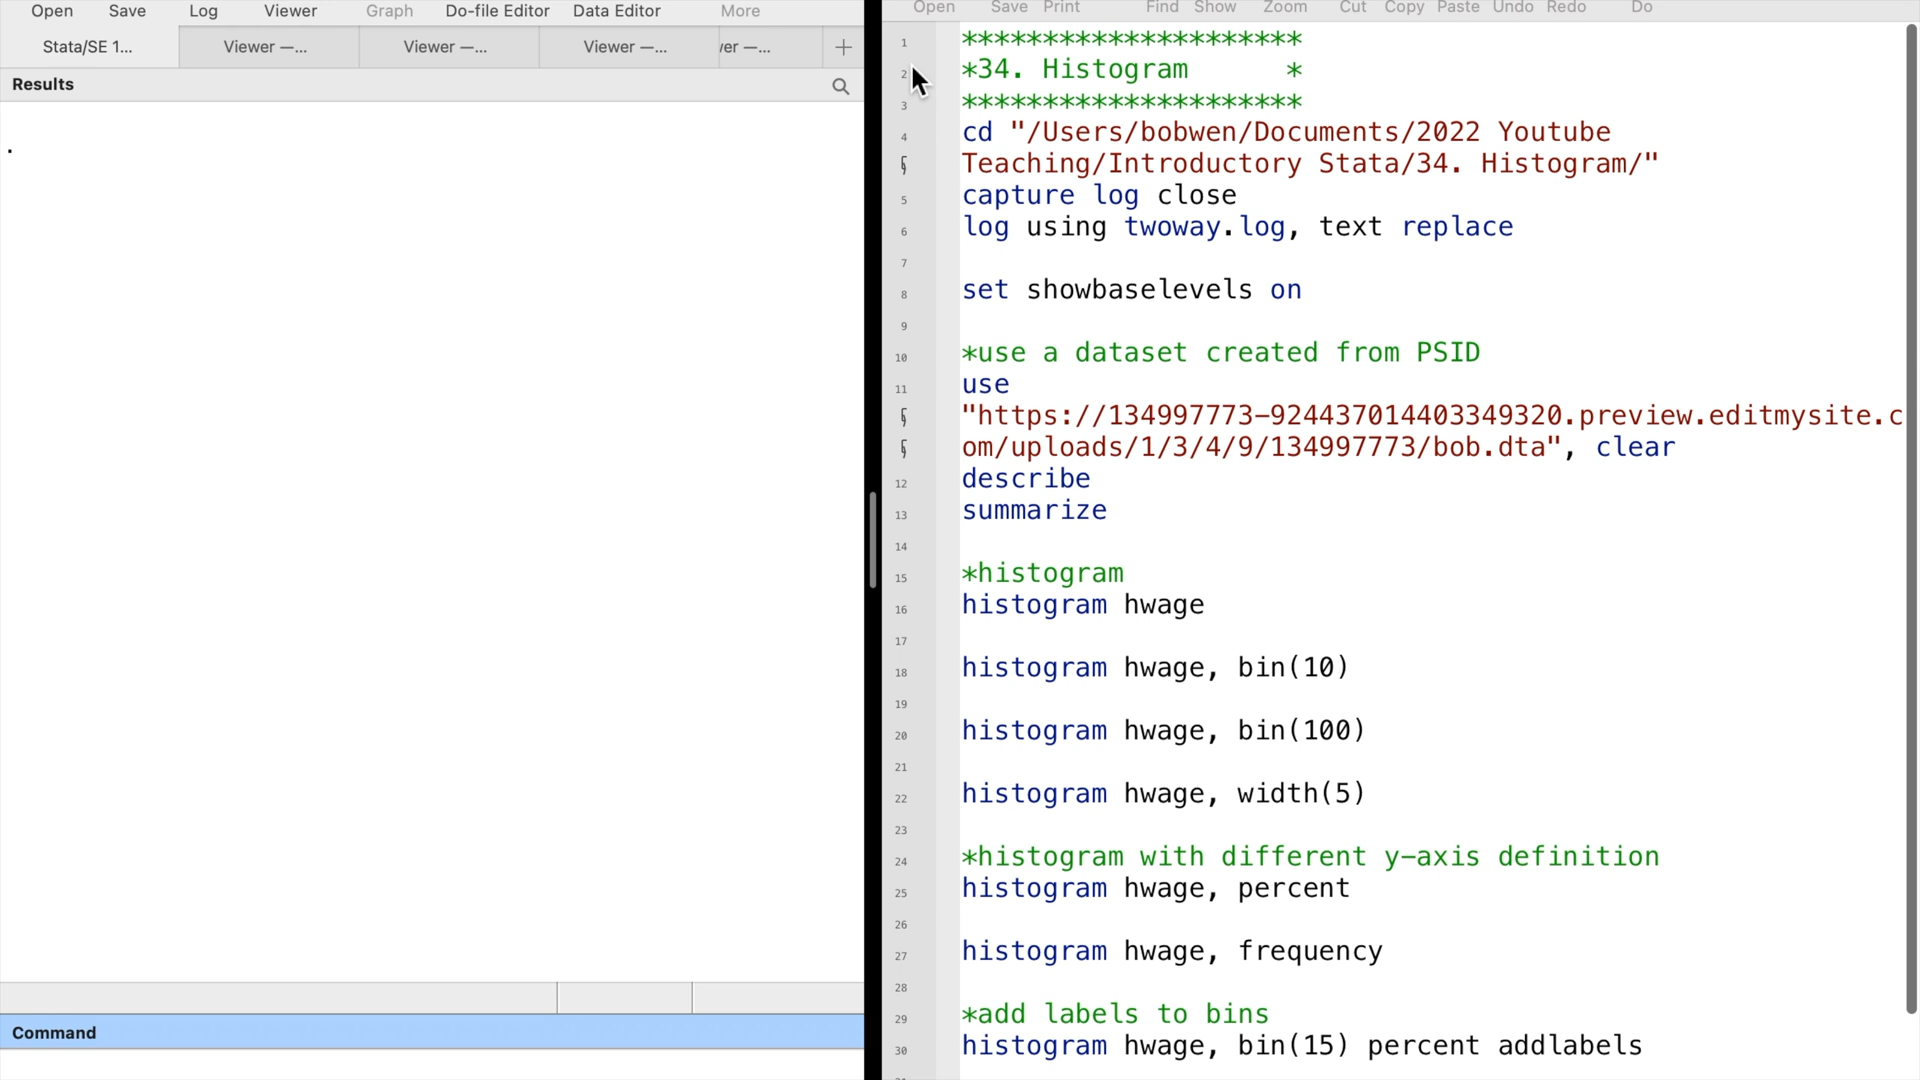 Open Save Log Viewer Graph Do-file Editor Data Editor More
Stata/SE 1... Viewer —... Viewer —... Viewer —... er —...
Results
.
Command
Open Save Print Find Show Zoom Cut Copy Paste Undo Redo Do
1 *********************
2 *34. Histogram      *
3 *********************
4 cd "/Users/bobwen/Documents/2022 Youtube
Teaching/Introductory Stata/34. Histogram/"
5 capture log close
6 log using twoway.log, text replace
7
8 set showbaselevels on
9
10 *use a dataset created from PSID
11 use
"https://134997773-924437014403349320.preview.editmysite.c
om/uploads/1/3/4/9/134997773/bob.dta", clear
12 describe
13 summarize
14
15 *histogram
16 histogram hwage
17
18 histogram hwage, bin(10)
19
20 histogram hwage, bin(100)
21
22 histogram hwage, width(5)
23
24 *histogram with different y-axis definition
25 histogram hwage, percent
26
27 histogram hwage, frequency
28
29 *add labels to bins
30 histogram hwage, bin(15) percent addlabels